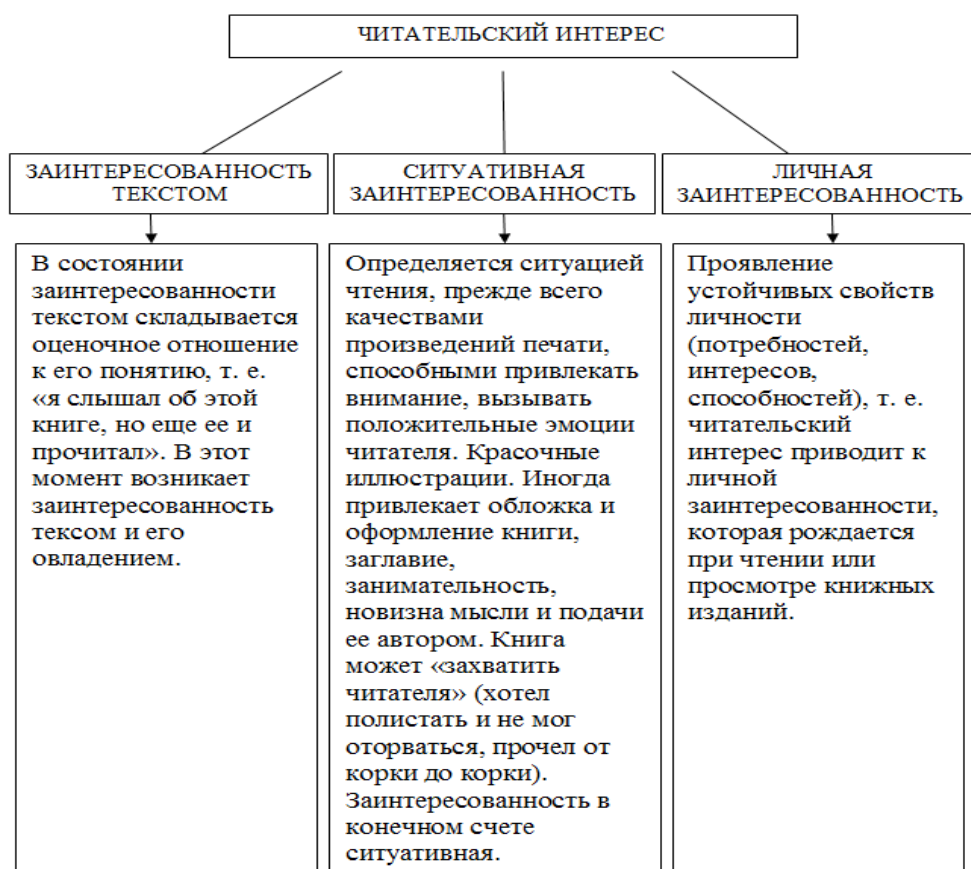 ЧИТАТЕЛЬСКИЙ ИНТЕРЕС
ЗАИНТЕРЕСОВАННОСТЬ
ТЕКСТОМ
СИТУАТИВНАЯ
ЗАИНТЕРЕСОВАННОСТЬ
ЛИЧНАЯ
ЗАИНТЕРЕСОВАННОСТЬ
В состоянии
заинтересованности
текстом складывается
оценочное отношение
к его понятию, т. е.
«я слышал об этой
книге, но еще ее и
прочитал». В этот
момент возникает
заинтересованность
тексом и его
овладением.
Определяется ситуацией
чтения, прежде всего
качествами
произведений печати,
способными привлекать
внимание, вызывать
положительные эмоции
читателя. Красочные
иллюстрации. Иногда
привлекает обложка и
оформление книги,
заглавие,
занимательность,
новизна мысли и подачи
ее автором. Книга
может «захватить
читателя» (хотел
полистать и не мог
оторваться, прочел от
корки до корки).
Заинтересованность в
конечном счете
ситуативная.
Проявление
устойчивых свойств
личности
(потребностей,
интересов,
способностей), т. е.
читательский
интерес приводит к
личной
заинтересованности,
которая рождается
при чтении или
просмотре книжных
изданий.